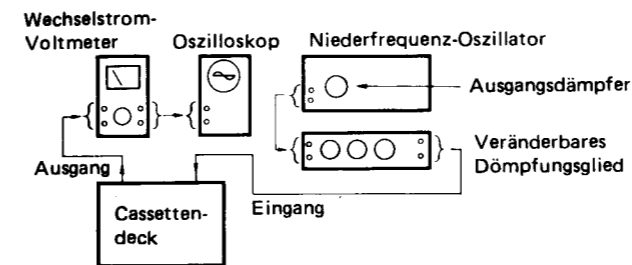 Wechselstrom-
Voltmeter
Oszilloskop
Niederfrequenz-Oszillator
Ausgangsdämpfer
Veränderbares
Dömpfungsglied
Ausgang
Eingang
Cassetten-
deck